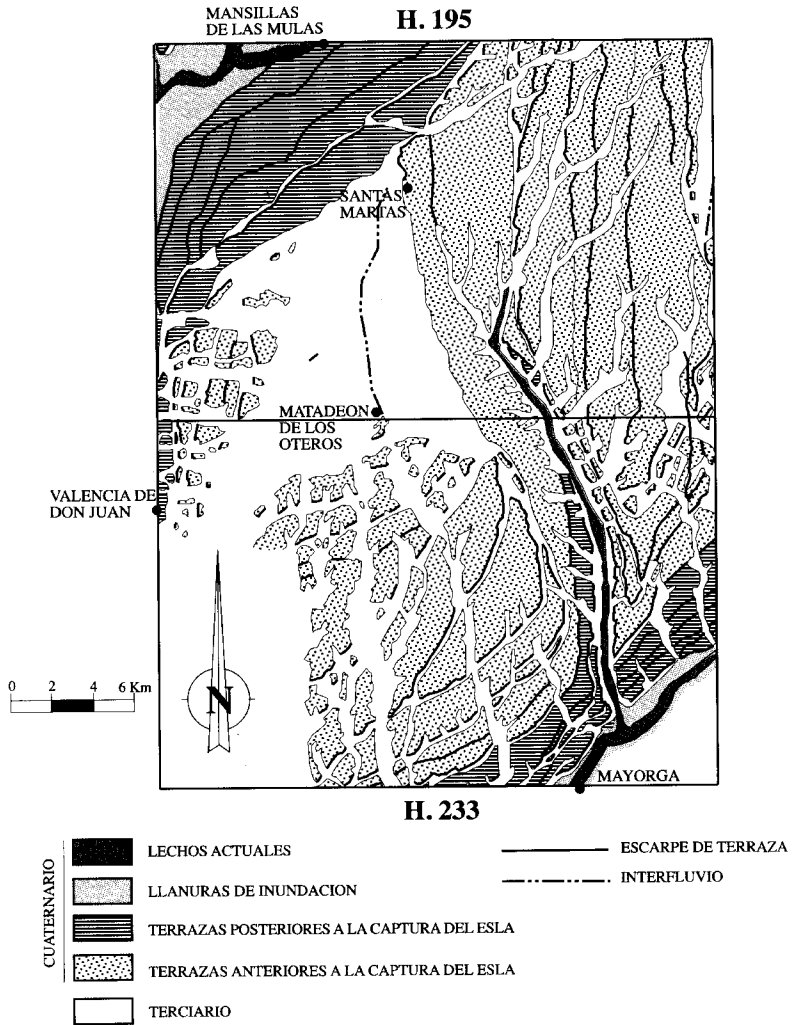 MANSILLAS
DE LAS MULAS
H. 195
SANTAS
MARTAS
MATADEON
DE LOS
OTEROS
VALENCIA DE
DON JUAN
0 2 4 6 Km
N
MAYORGA
H. 233
CUATERNARIO
LECHOS ACTUALES
LLANURAS DE INUNDACION
TERRAZAS POSTERIORES A LA CAPTURA DEL ESLA
TERRAZAS ANTERIORES A LA CAPTURA DEL ESLA
TERCIARIO
ESCARPE DE TERRAZA
INTERFLUVIO